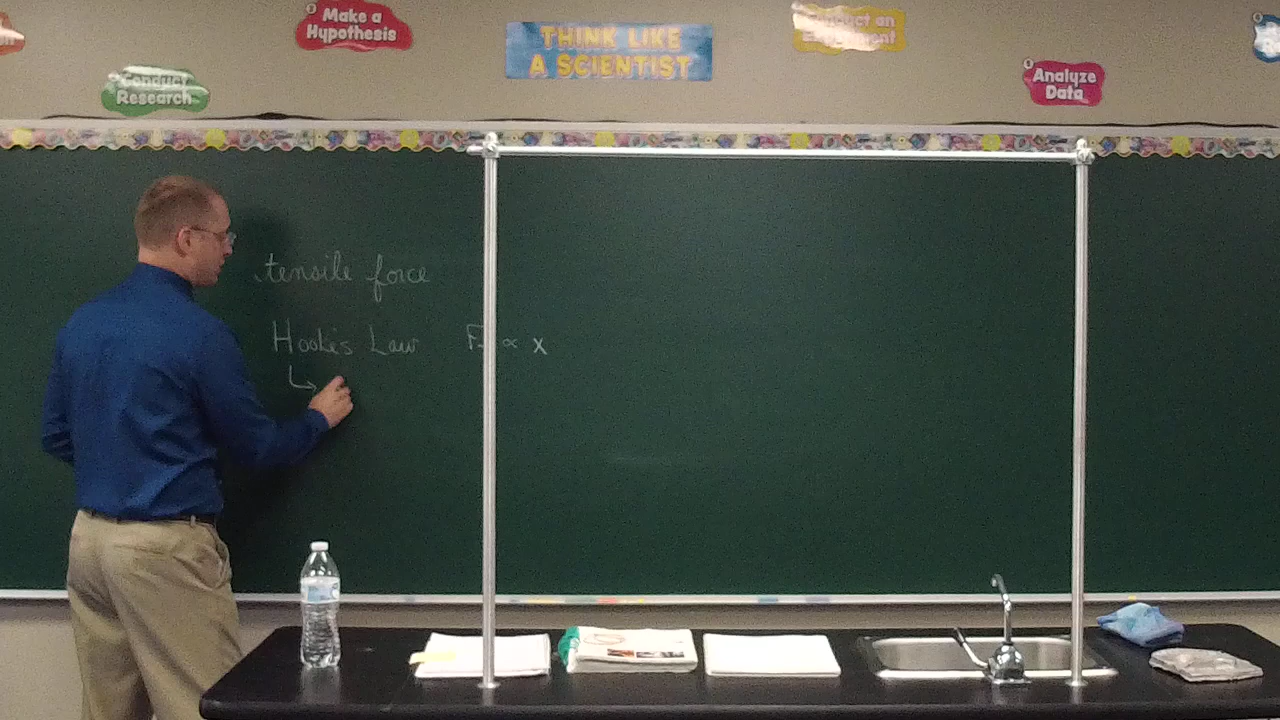 Make a
Hypothesis
THINK LIKE
A SCIENTIST
Conduct an
Experiment
Conduct
Research
Analyze
Data
tensile force
Hooke's Law F ∝ x